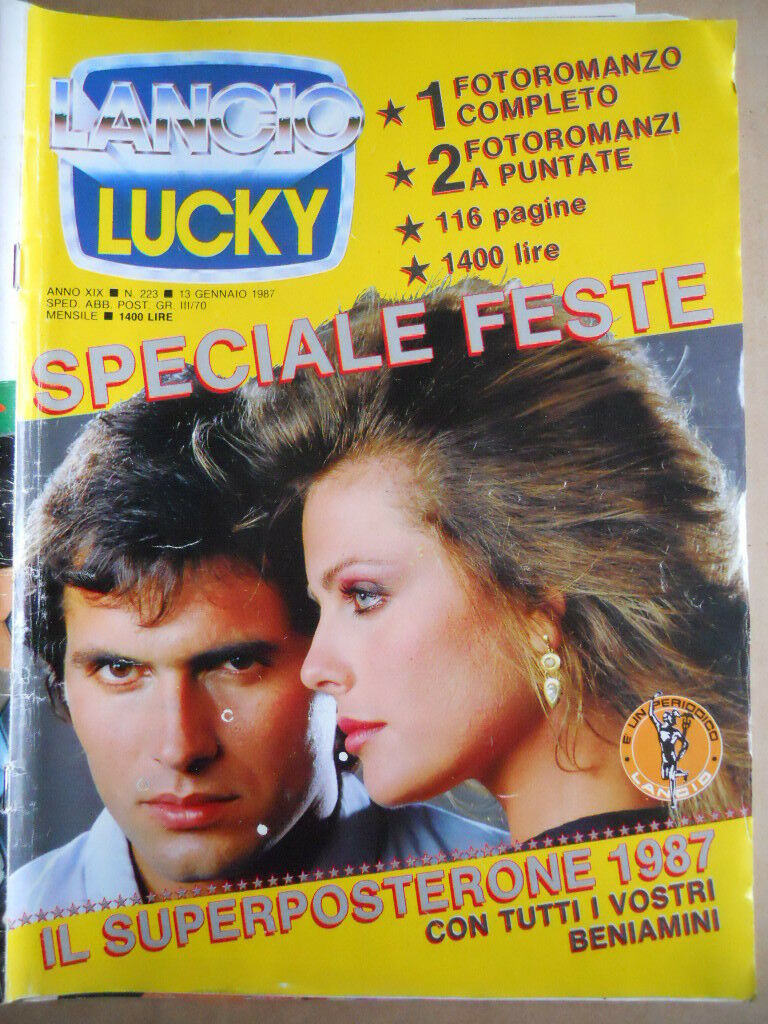 LANCIO
LUCKY
★ 1 FOTOROMANZO
COMPLETO
★ 2 FOTOROMANZI
A PUNTATE
★ 116 pagine
★ 1400 lire
ANNO XIX ■ N. 223 ■ 13 GENNAIO 1987
SPED. ABB. POST. GR. III/70
MENSILE ■ 1400 LIRE
SPECIALE FESTE
• E' UN PERIODICO •
LANCIO
IL SUPERPOSTERONE 1987
CON TUTTI I VOSTRI
BENIAMINI